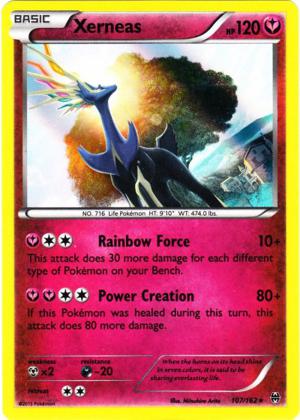 BASIC
Xerneas HP 120
NO. 716 Life Pokémon HT: 9'10" WT: 474.0 lbs.
Rainbow Force 10+
This attack does 30 more damage for each different
type of Pokémon on your Bench.
Power Creation 80+
If this Pokémon was healed during this turn, this
attack does 80 more damage.
weakness resistance
×2 -20
retreat
When the horns on its head shine
in seven colors, it is said to be
sharing everlasting life.
Illus. Mitsuhiro Arita 107/162 ★
©2015 Pokémon